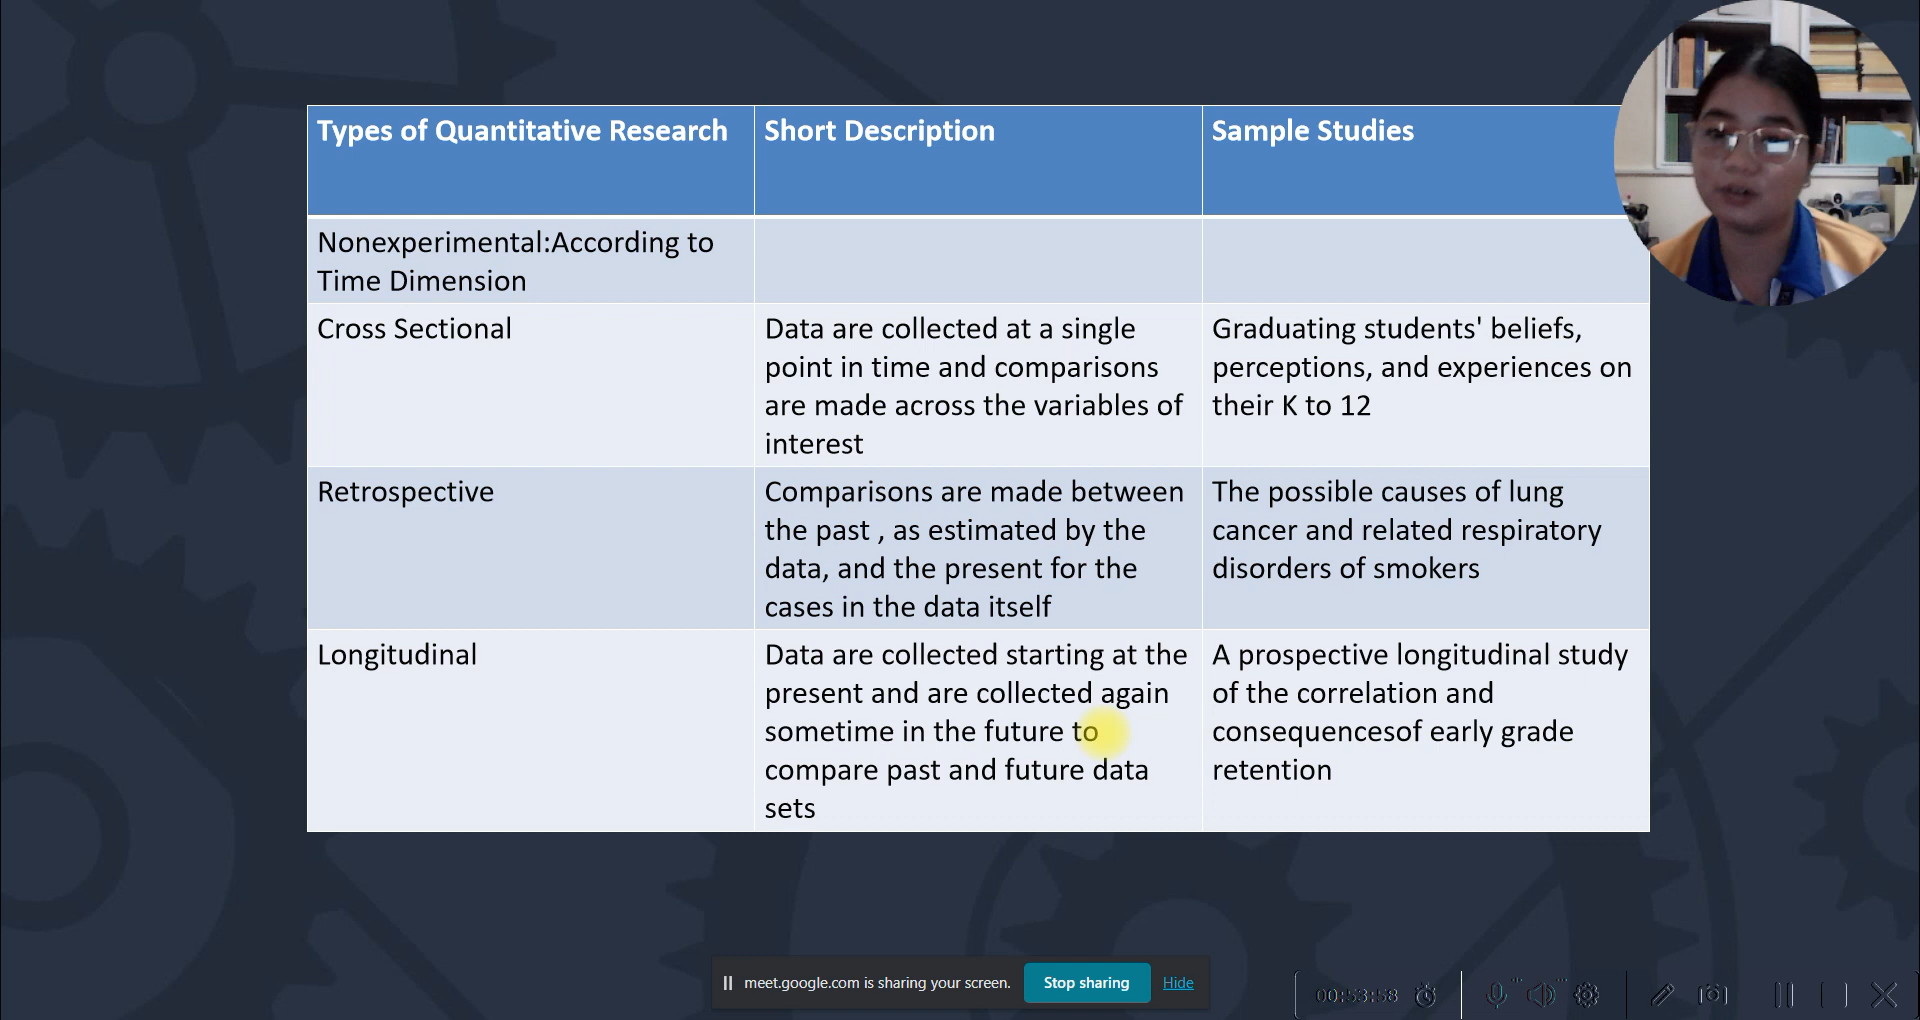 Types of Quantitative Research
Short Description
Sample Studies
Nonexperimental:According to
Time Dimension
Cross Sectional
Data are collected at a single
point in time and comparisons
are made across the variables of
interest
Graduating students' beliefs,
perceptions, and experiences on
their K to 12
Retrospective
Comparisons are made between
the past , as estimated by the
data, and the present for the
cases in the data itself
The possible causes of lung
cancer and related respiratory
disorders of smokers
Longitudinal
Data are collected starting at the
present and are collected again
sometime in the future to
compare past and future data
sets
A prospective longitudinal study
of the correlation and
consequencesof early grade
retention
meet.google.com is sharing your screen.
Stop sharing
Hide
00:53:58